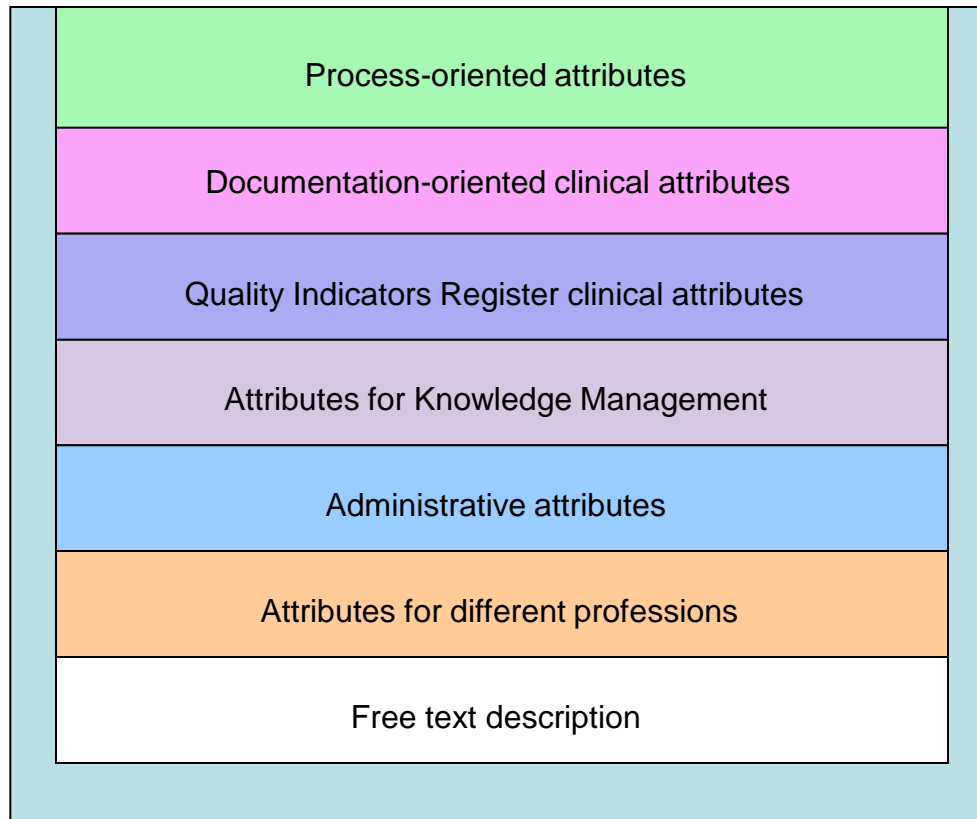 Process-oriented attributes
Documentation-oriented clinical attributes
Quality Indicators Register clinical attributes
Attributes for Knowledge Management
Administrative attributes
Attributes for different professions
Free text description